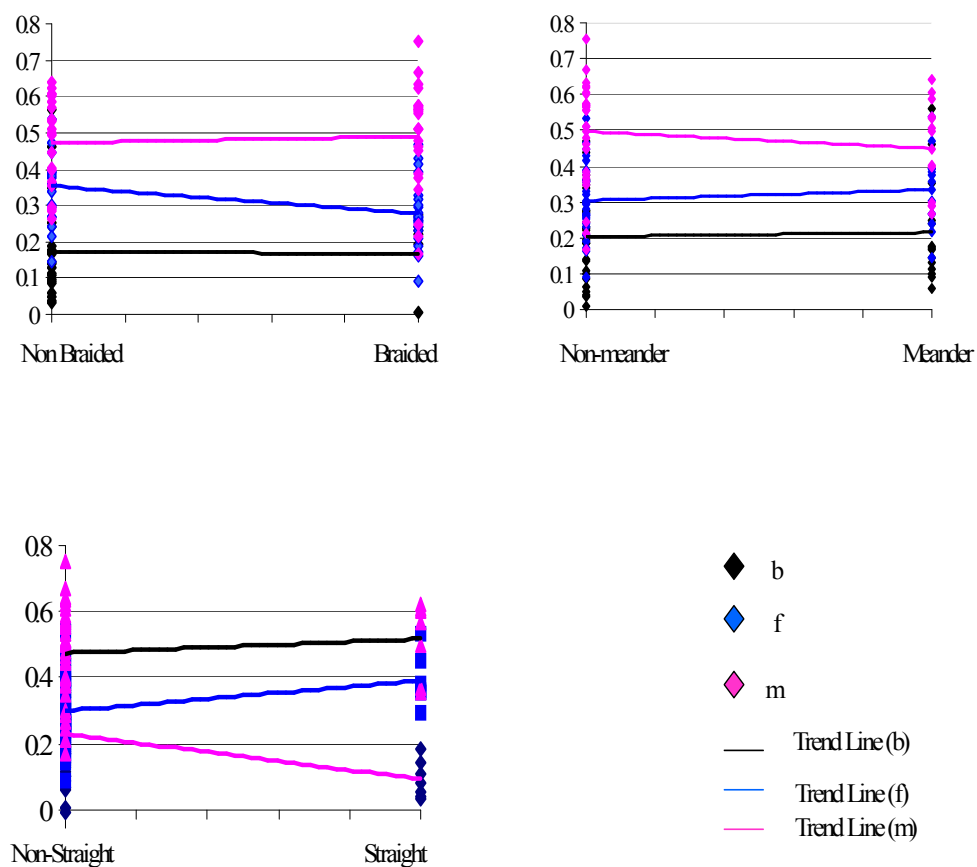 0.8
0.7
0.6
0.5
0.4
0.3
0.2
0.1
0
Non Braided Braided
0.8
0.7
0.6
0.5
0.4
0.3
0.2
0.1
0
Non-meander Meander
0.8
0.6
0.4
0.2
0
Non-Straight Straight
b
f
m
Trend Line (b)
Trend Line (f)
Trend Line (m)